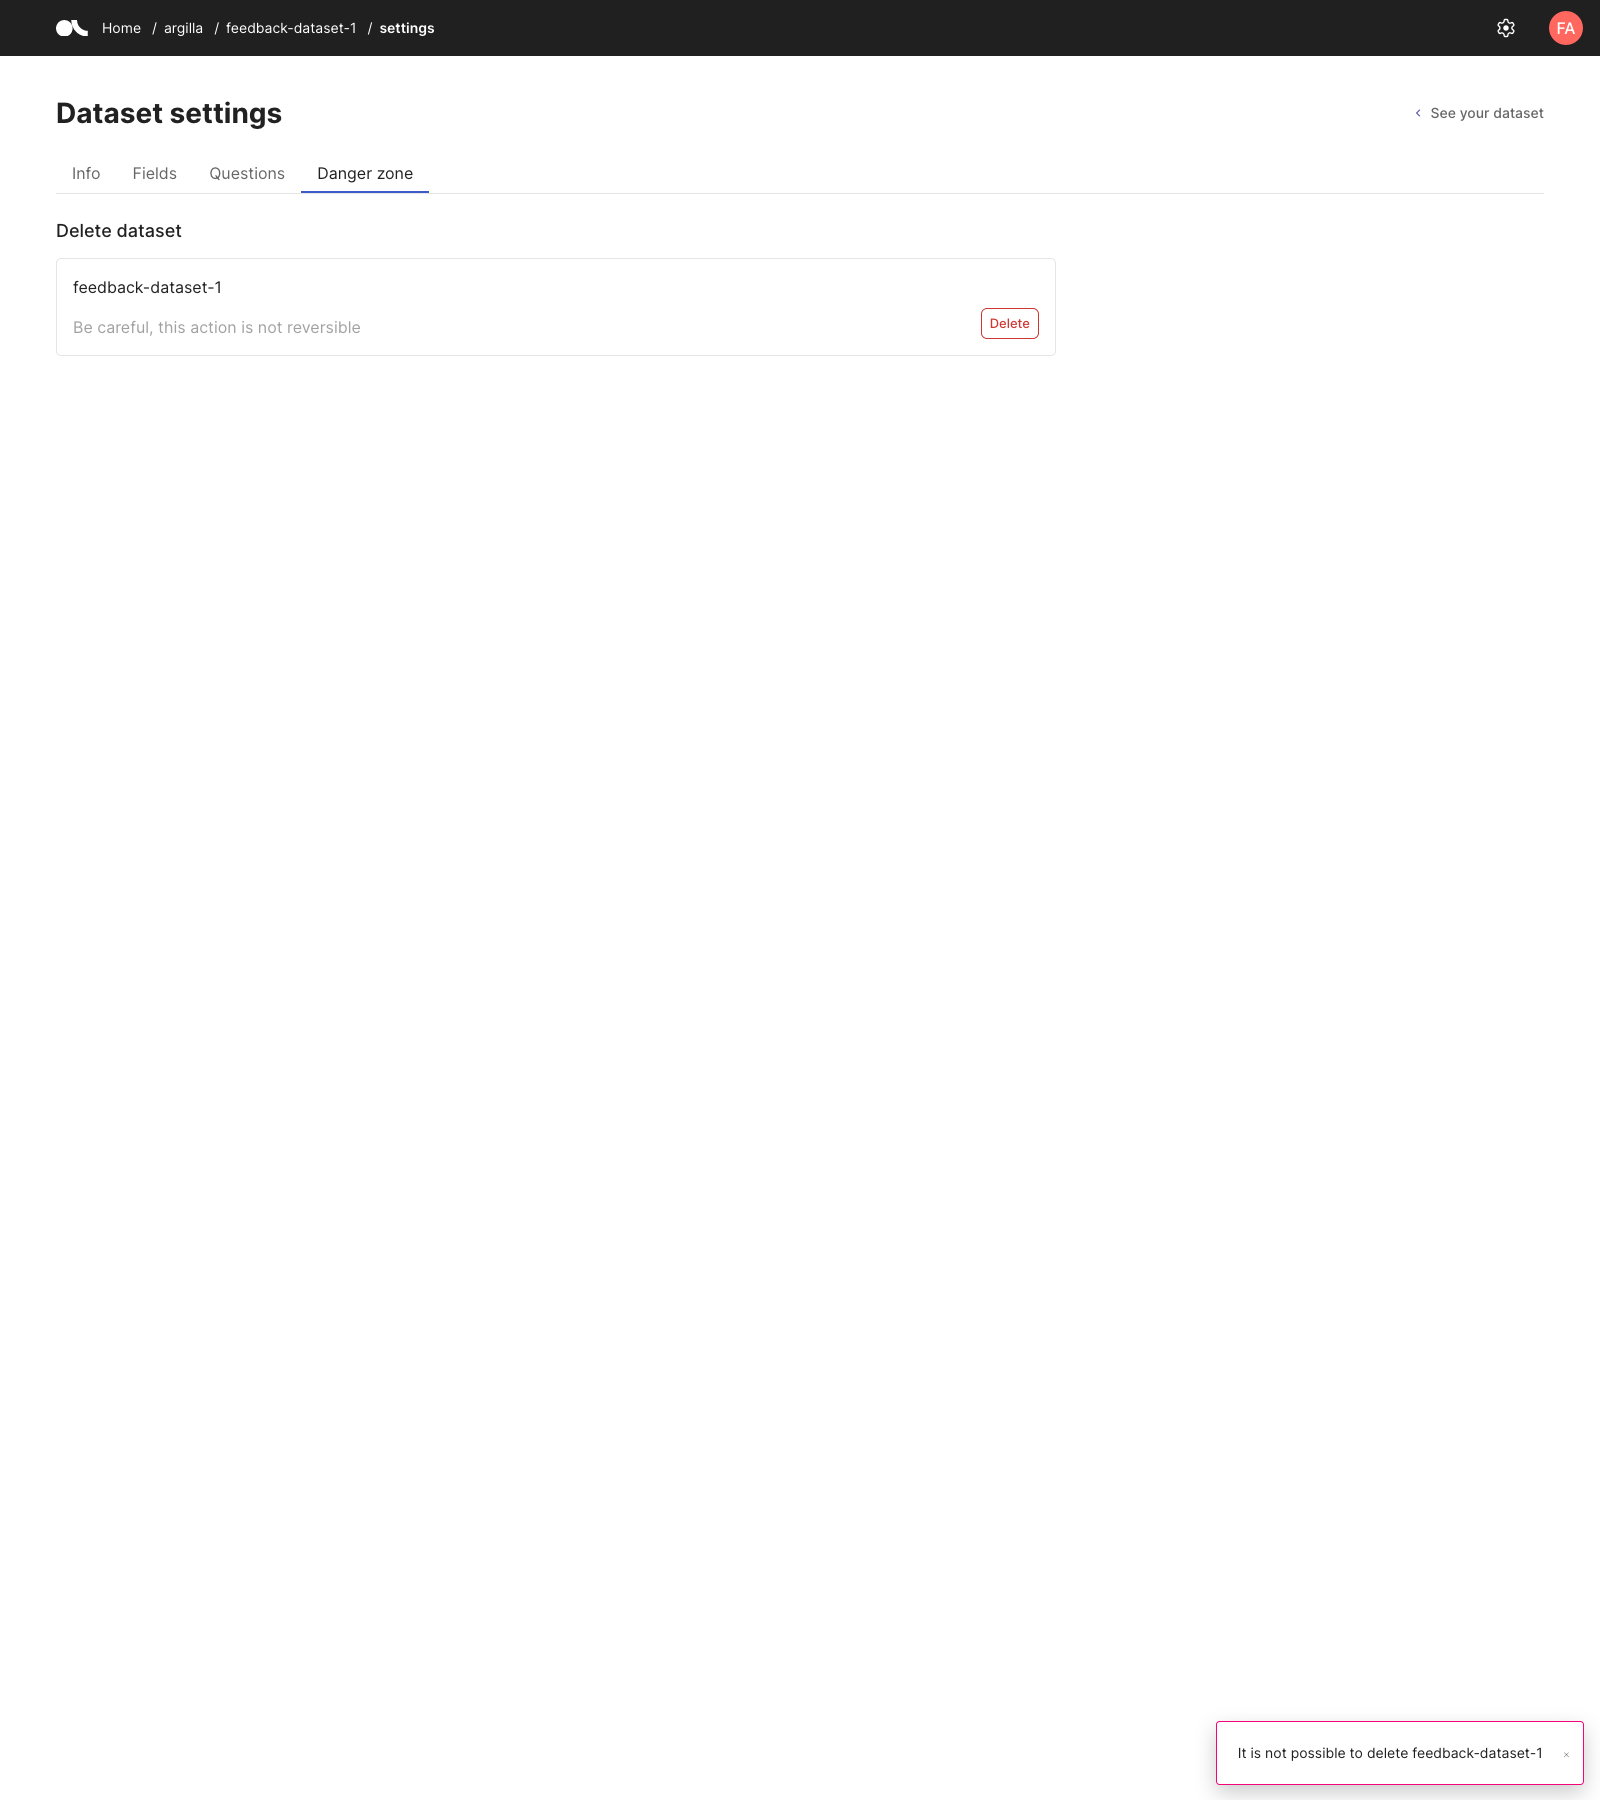 Home / argilla / feedback-dataset-1 / settings
FA
Dataset settings
See your dataset
Info Fields Questions Danger zone
Delete dataset
feedback-dataset-1
Be careful, this action is not reversible
Delete
It is not possible to delete feedback-dataset-1